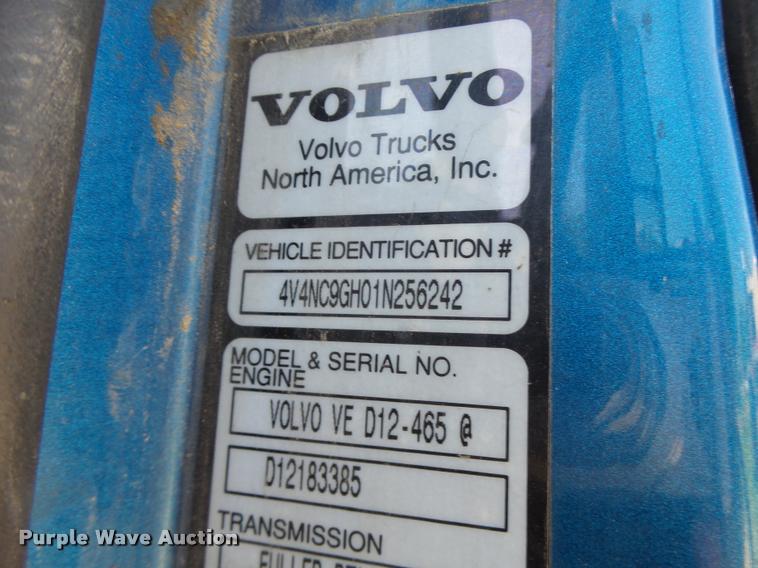 VOLVO
Volvo Trucks
North America, Inc.
VEHICLE IDENTIFICATION #
4V4NC9GH01N256242
MODEL & SERIAL NO.
ENGINE
VOLVO VE D12-465 @
D12183385
TRANSMISSION
FULLER
Purple Wave Auction